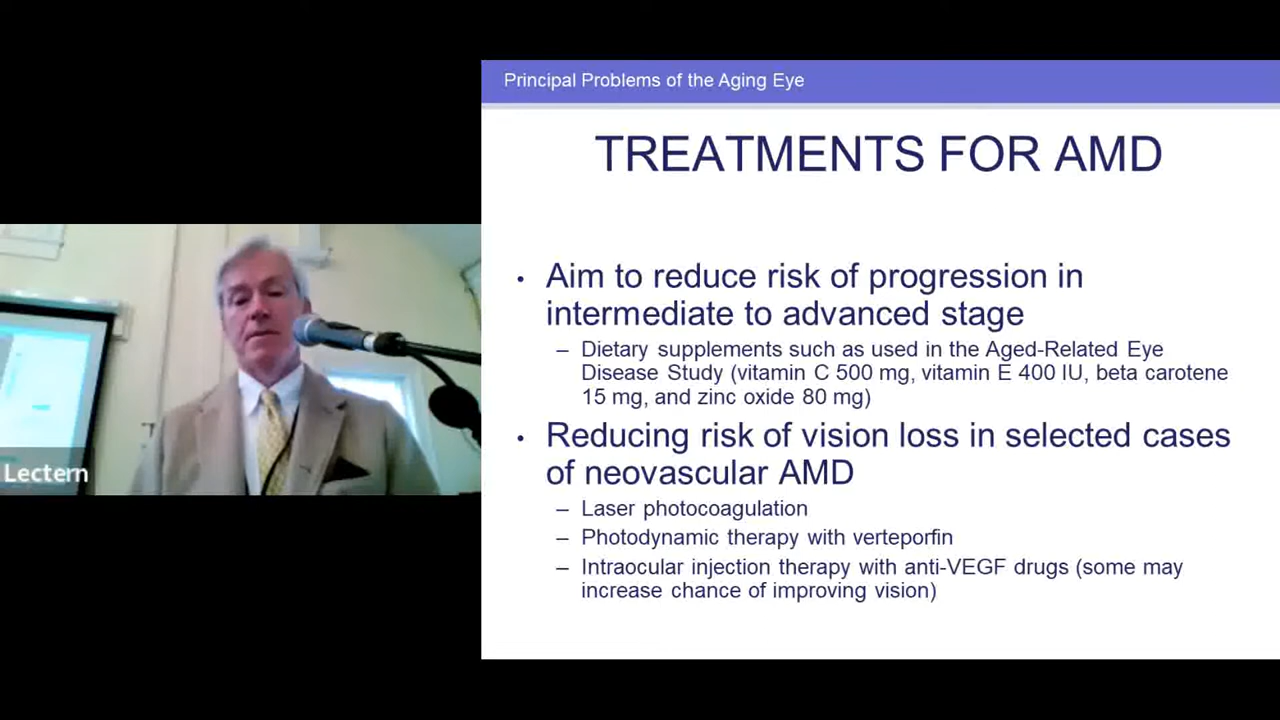 Principal Problems of the Aging Eye
TREATMENTS FOR AMD
• Aim to reduce risk of progression in
intermediate to advanced stage
– Dietary supplements such as used in the Aged-Related Eye
Disease Study (vitamin C 500 mg, vitamin E 400 IU, beta carotene
15 mg, and zinc oxide 80 mg)
• Reducing risk of vision loss in selected cases
of neovascular AMD
– Laser photocoagulation
– Photodynamic therapy with verteporfin
– Intraocular injection therapy with anti-VEGF drugs (some may
increase chance of improving vision)
Lectern